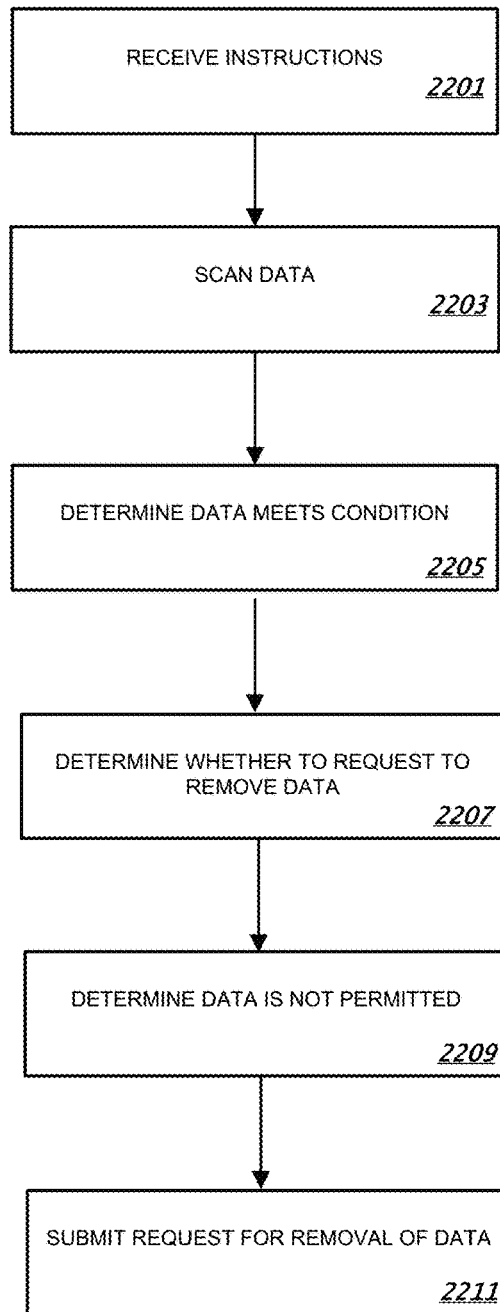 RECEIVE INSTRUCTIONS
2201
SCAN DATA
2203
DETERMINE DATA MEETS CONDITION
2205
DETERMINE WHETHER TO REQUEST TO
REMOVE DATA
2207
DETERMINE DATA IS NOT PERMITTED
2209
SUBMIT REQUEST FOR REMOVAL OF DATA
2211